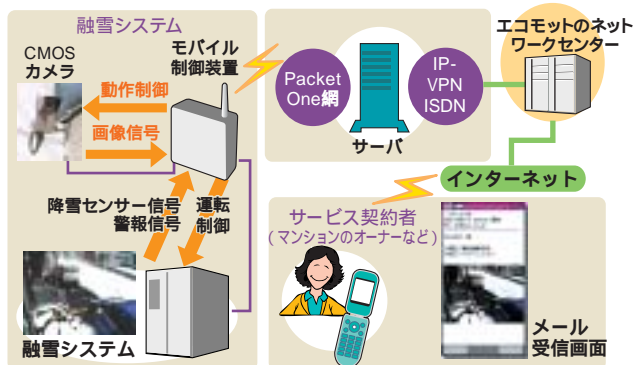 融雪システム
CMOS
カメラ
モバイル
制御装置
動作制御
画像信号
降雪センサー信号
警報信号
運転
制御
融雪システム
Packet
One網
サーバ
IP-
VPN
ISDN
エコモットのネット
ワークセンター
インターネット
サービス契約者
(マンションのオーナーなど)
メール
受信画面